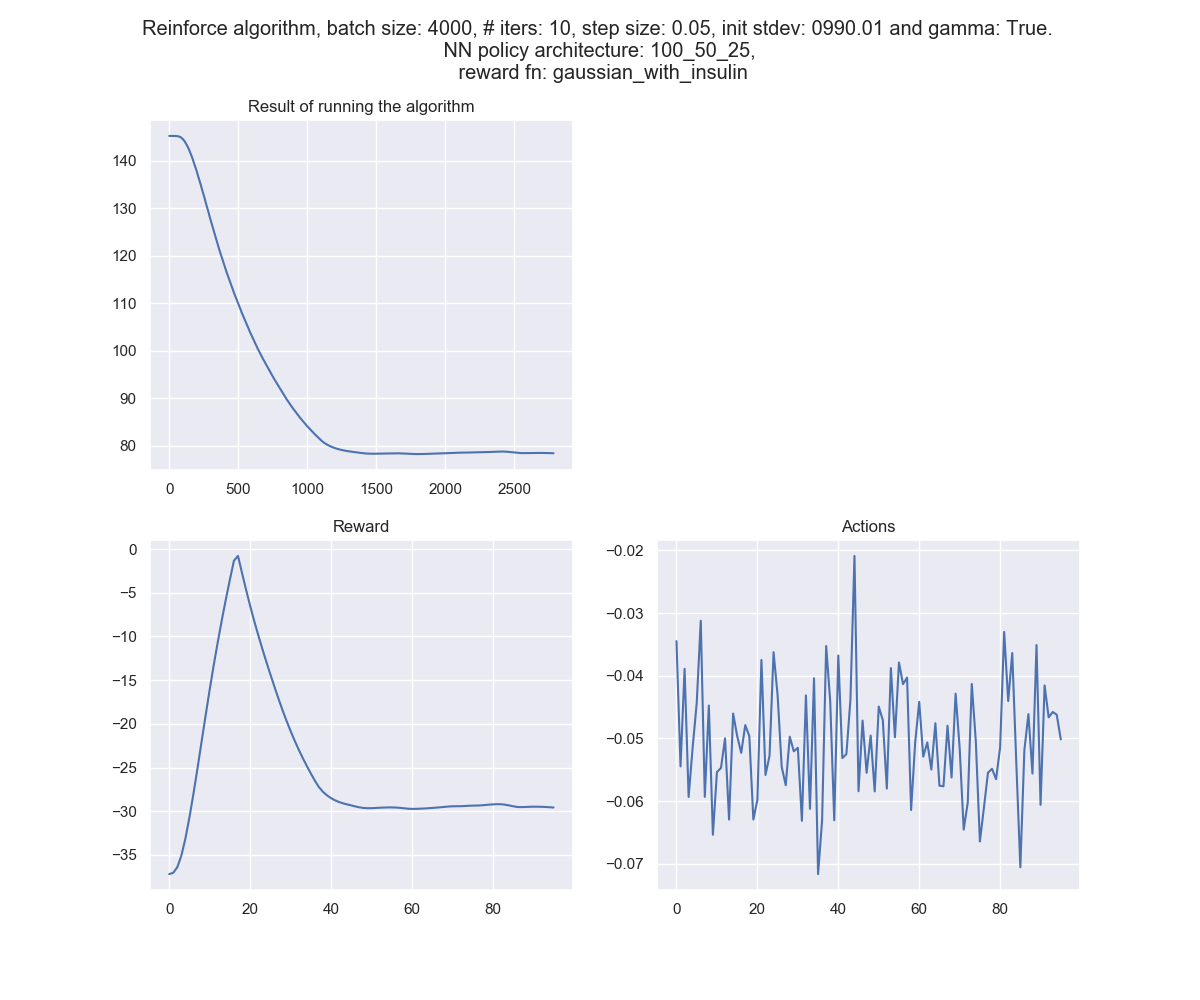 Reinforce algorithm, batch size: 4000, # iters: 10, step size: 0.05, init stdev: 0990.01 and gamma: True.
NN policy architecture: 100_50_25,
reward fn: gaussian_with_insulin
Result of running the algorithm
140
130
120
110
100
90
80
0 500 1000 1500 2000 2500
Reward
0
−5
−10
−15
−20
−25
−30
−35
0 20 40 60 80
Actions
−0.02
−0.03
−0.04
−0.05
−0.06
−0.07
0 20 40 60 80